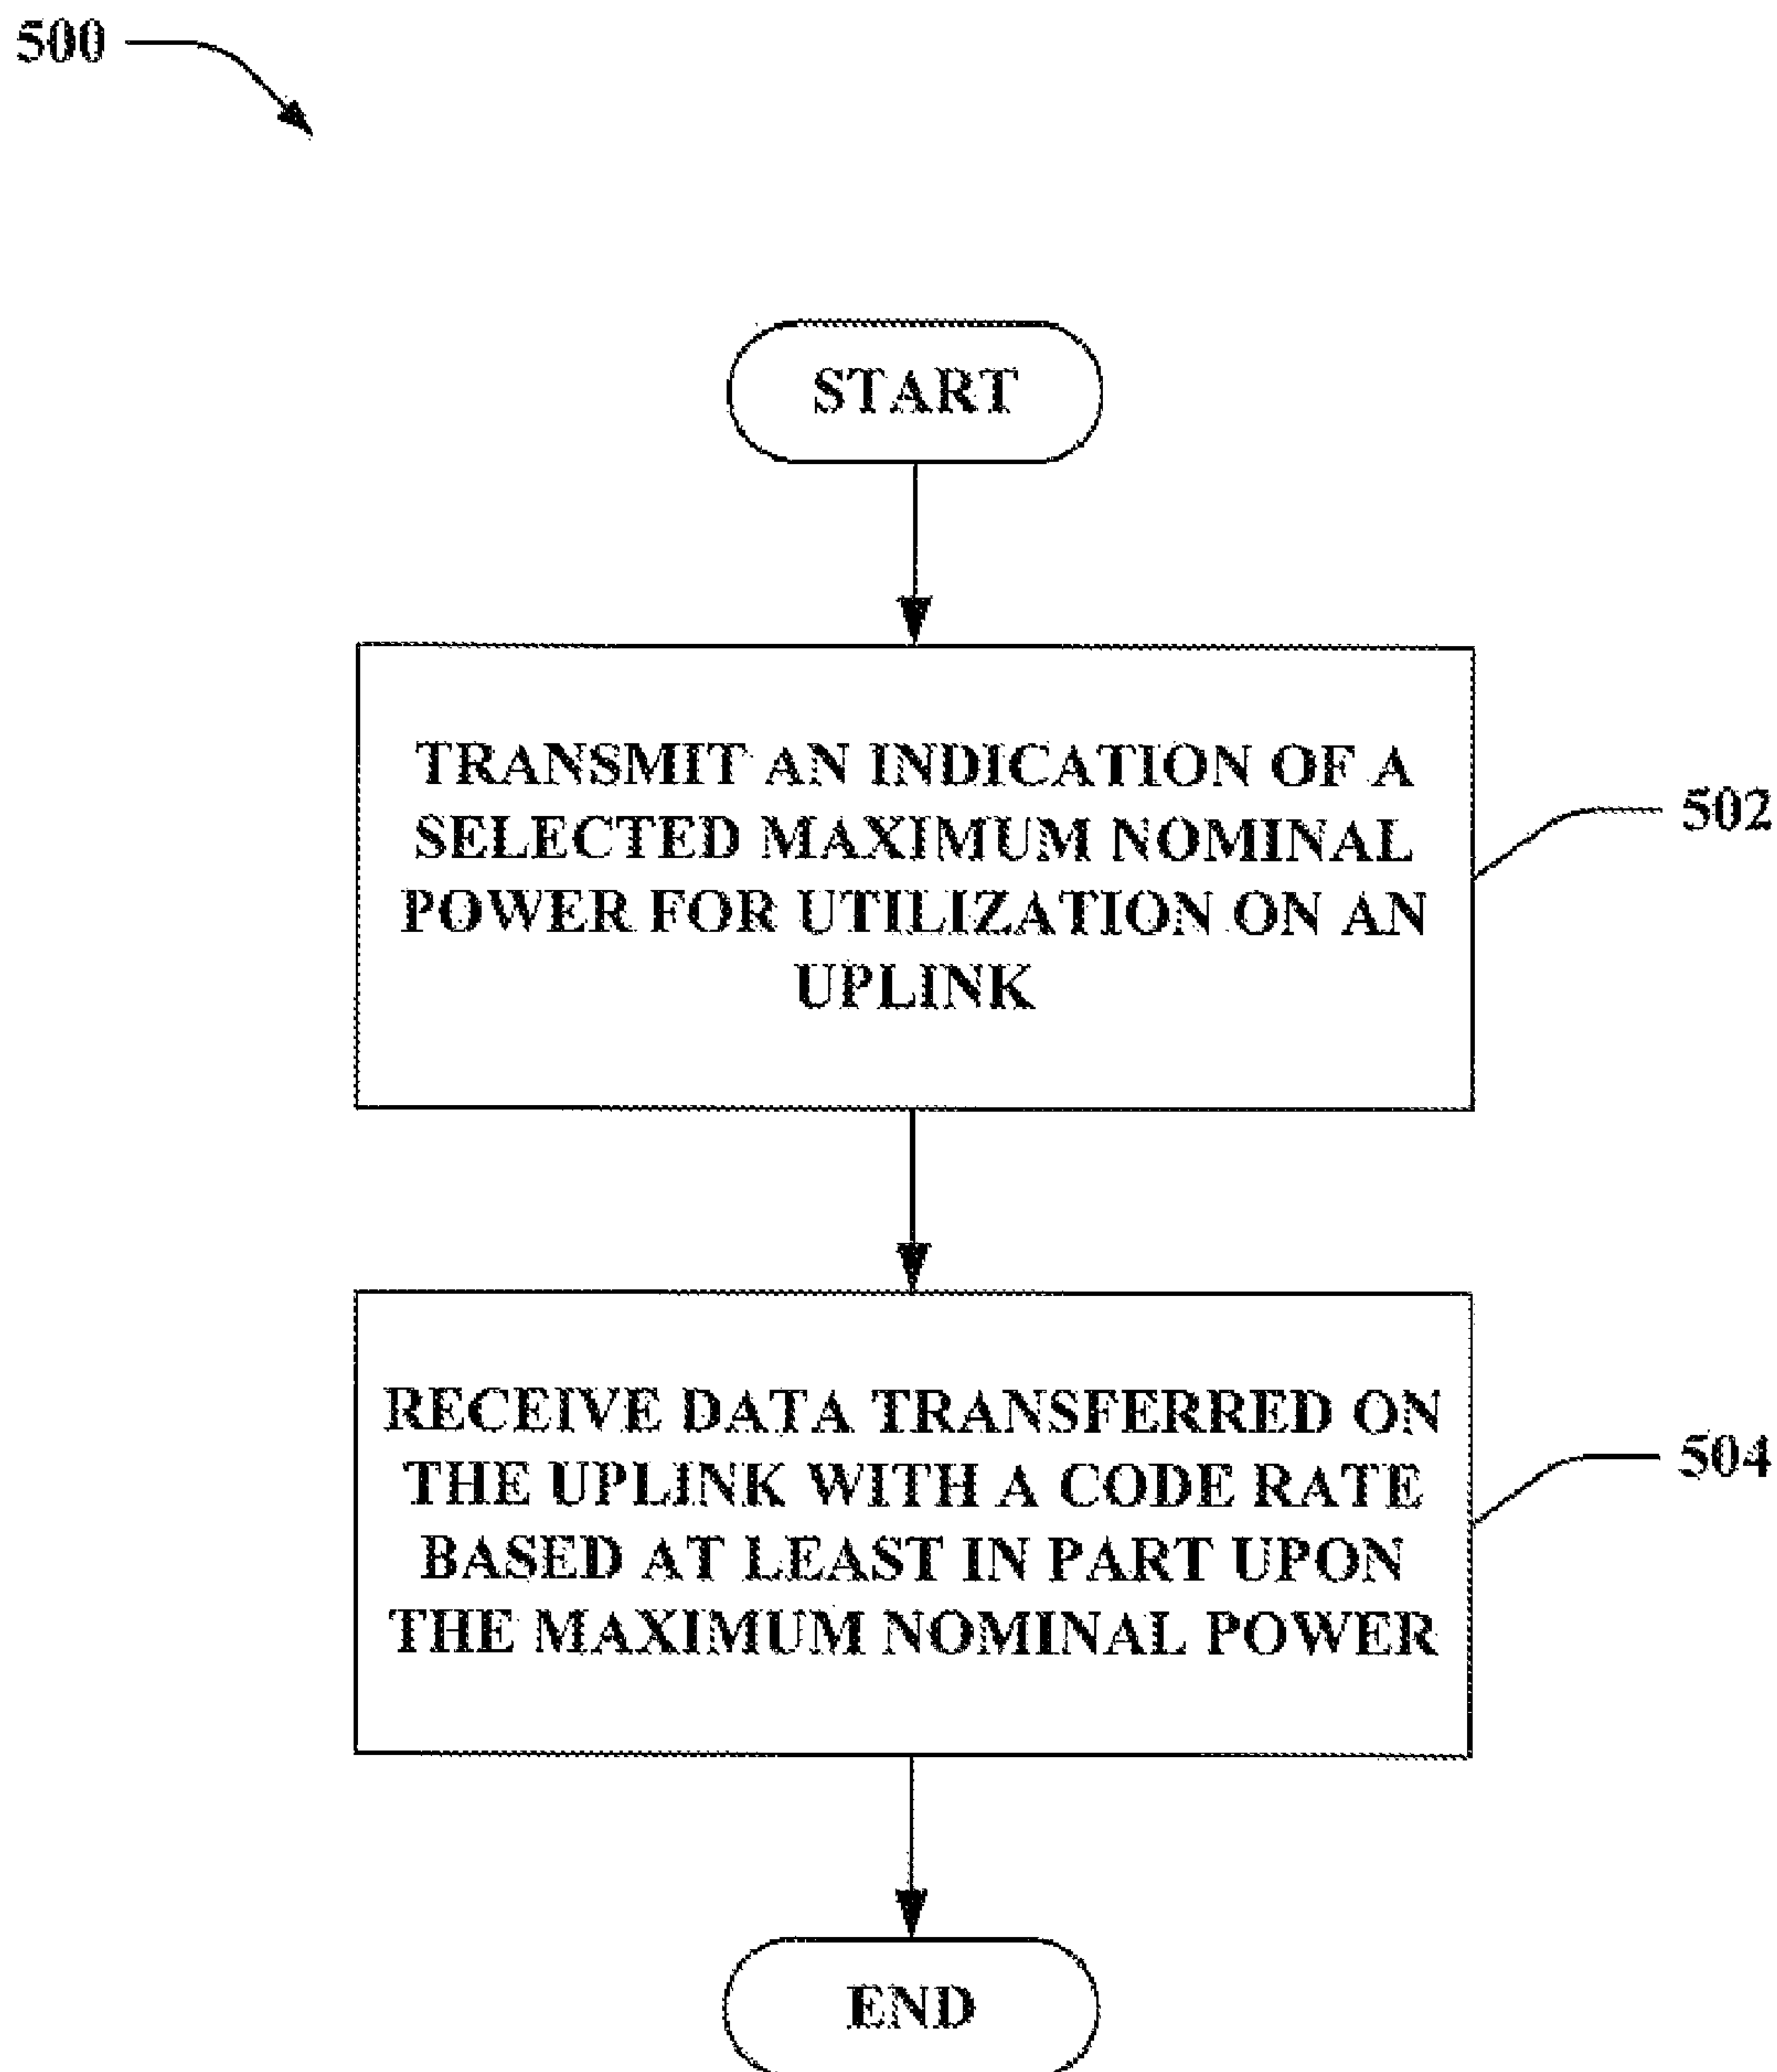 500
START
TRANSMIT AN INDICATION OF A
SELECTED MAXIMUM NOMINAL
POWER FOR UTILIZATION ON AN
UPLINK
502
RECEIVE DATA TRANSFERRED ON
THE UPLINK WITH A CODE RATE
BASED AT LEAST IN PART UPON
THE MAXIMUM NOMINAL POWER
504
END